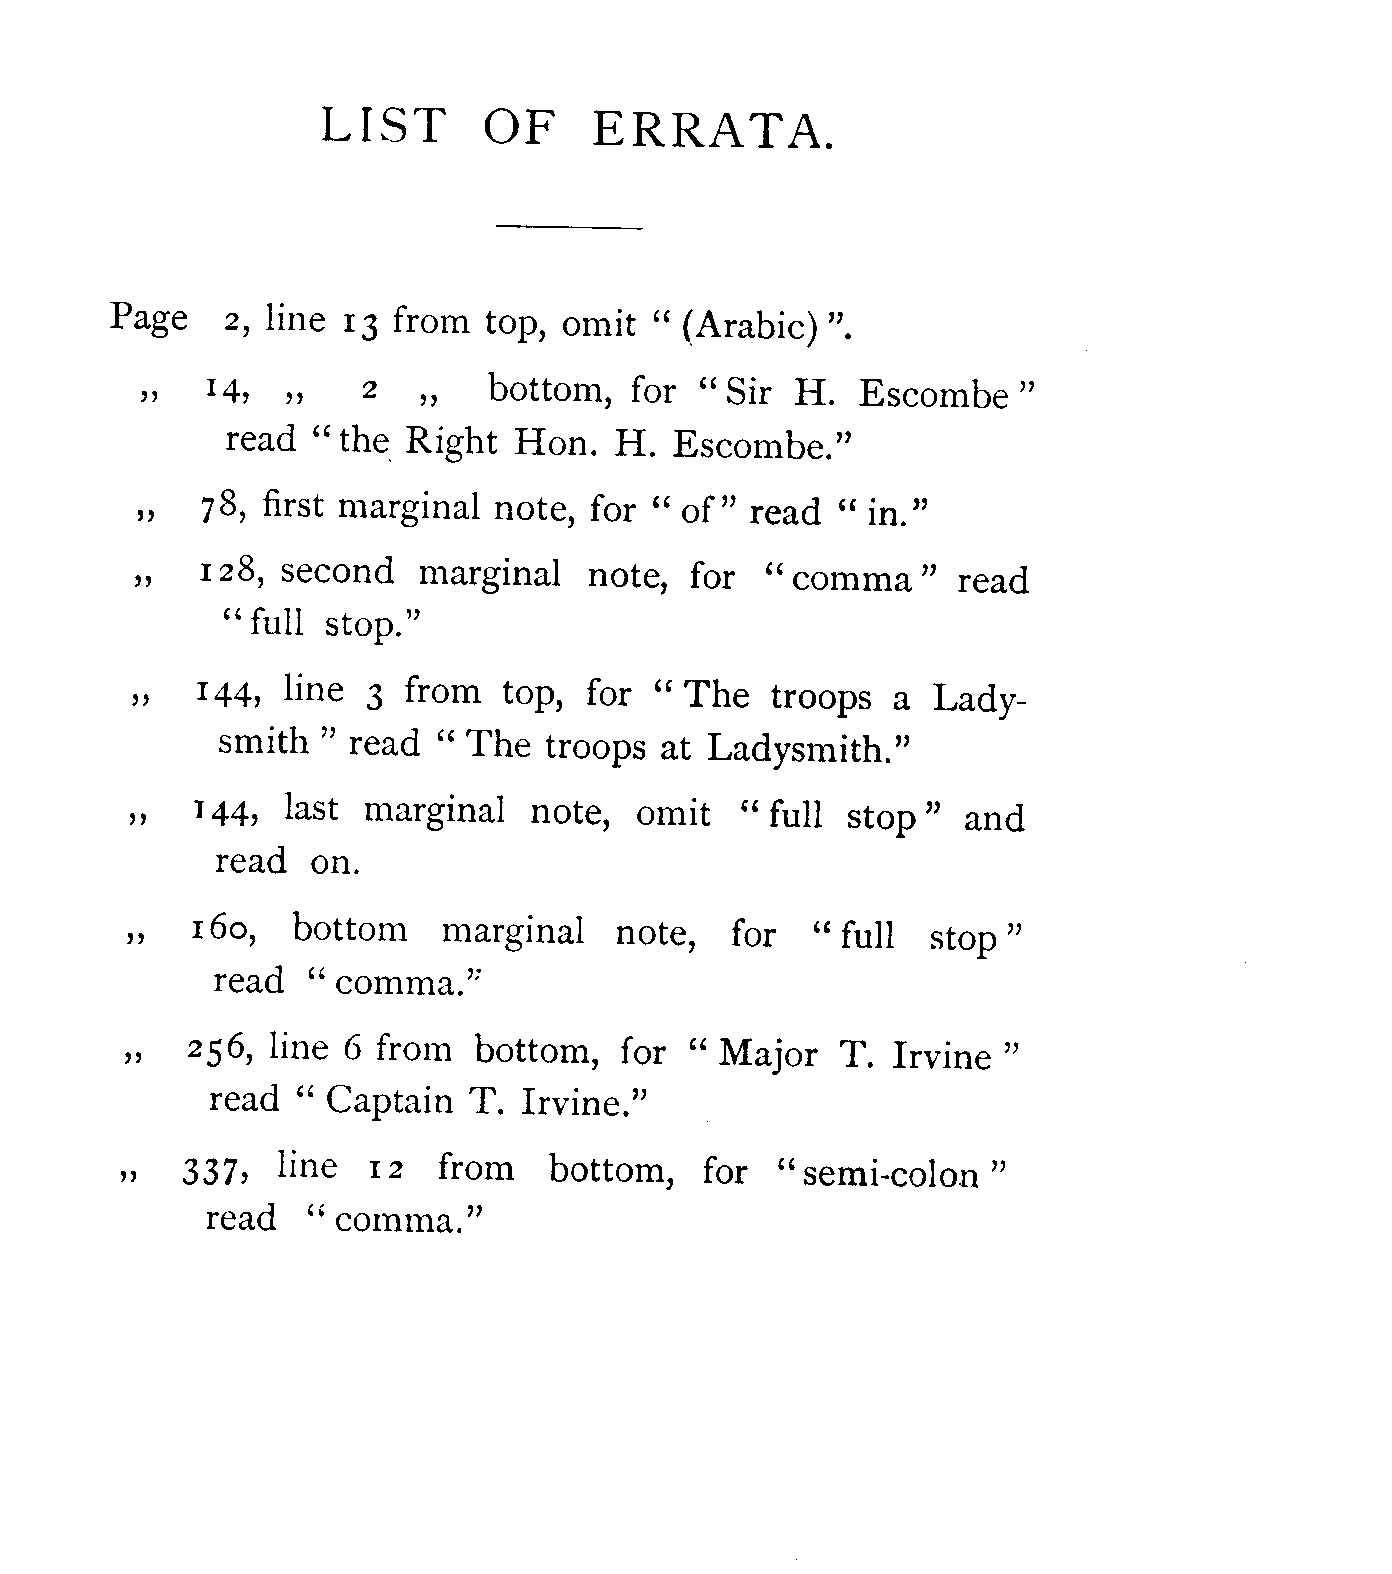 LIST OF ERRATA.
Page 2, line 13 from top, omit “ (Arabic) ”.
„ 14, „ 2 „ bottom, for “ Sir H. Escombe ”
read “ the Right Hon. H. Escombe.”
„ 78, first marginal note, for “ of ” read “ in.”
„ 128, second marginal note, for “ comma ” read
“ full stop.”
„ 144, line 3 from top, for “ The troops a Lady-
smith ” read “ The troops at Ladysmith.”
„ 144, last marginal note, omit “ full stop ” and
read on.
„ 160, bottom marginal note, for “ full stop ”
read “ comma.”
„ 256, line 6 from bottom, for “ Major T. Irvine ”
read “ Captain T. Irvine.”
„ 337, line 12 from bottom, for “ semi-colon ”
read “ comma.”